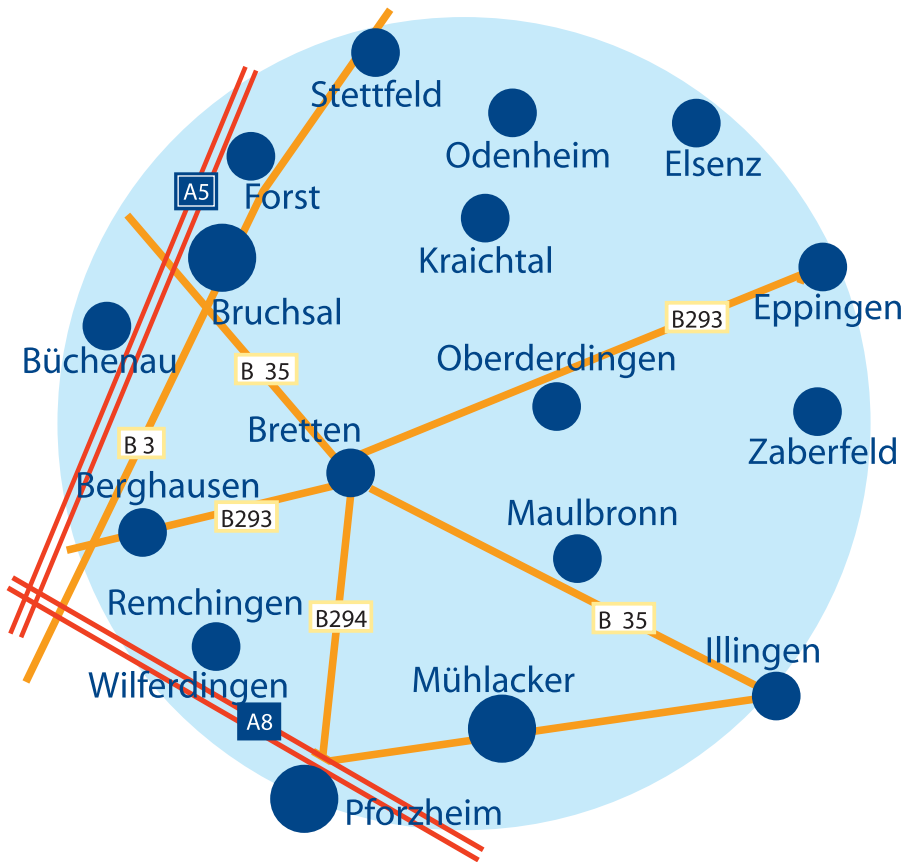 Stettfeld
Odenheim
Elsenz
A5
Forst
Kraichtal
Bruchsal
Eppingen
B293
Büchenau
B 35
Oberderdingen
Bretten
B 3
Zaberfeld
Berghausen
B293
Maulbronn
Remchingen
B294
B 35
Illingen
Wilferdingen
Mühlacker
A8
Pforzheim